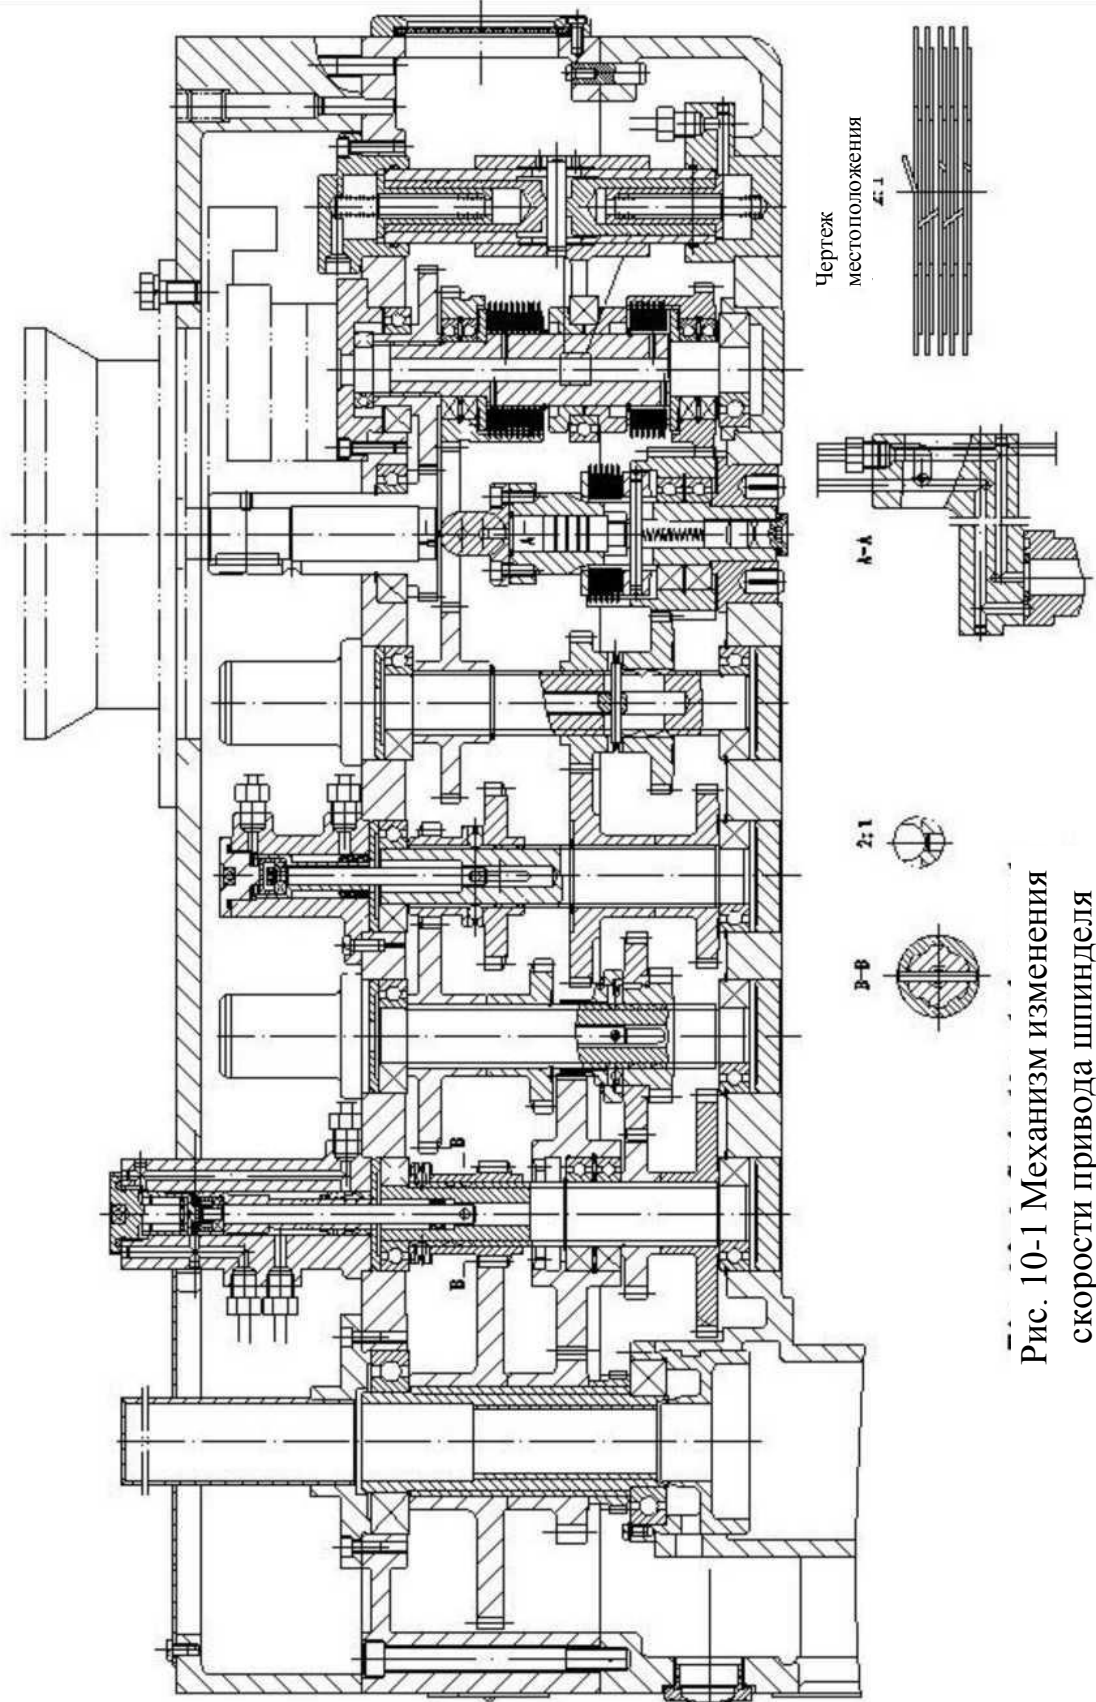 Чертеж
местоположения
2:1
A-A
2:1
B-B
B
B
Рис. 10-1 Механизм изменения
скорости привода шпинделя